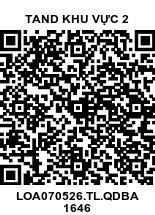 TAND KHU VỰC 2
LOA070526.TL.QDBA
1646